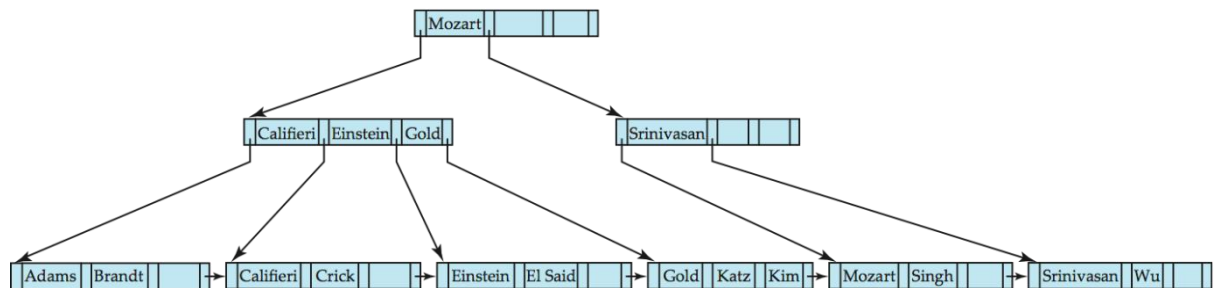 Mozart
Califieri Einstein Gold Srinivasan
Adams Brandt Califieri Crick Einstein El Said Gold Katz Kim Mozart Singh Srinivasan Wu